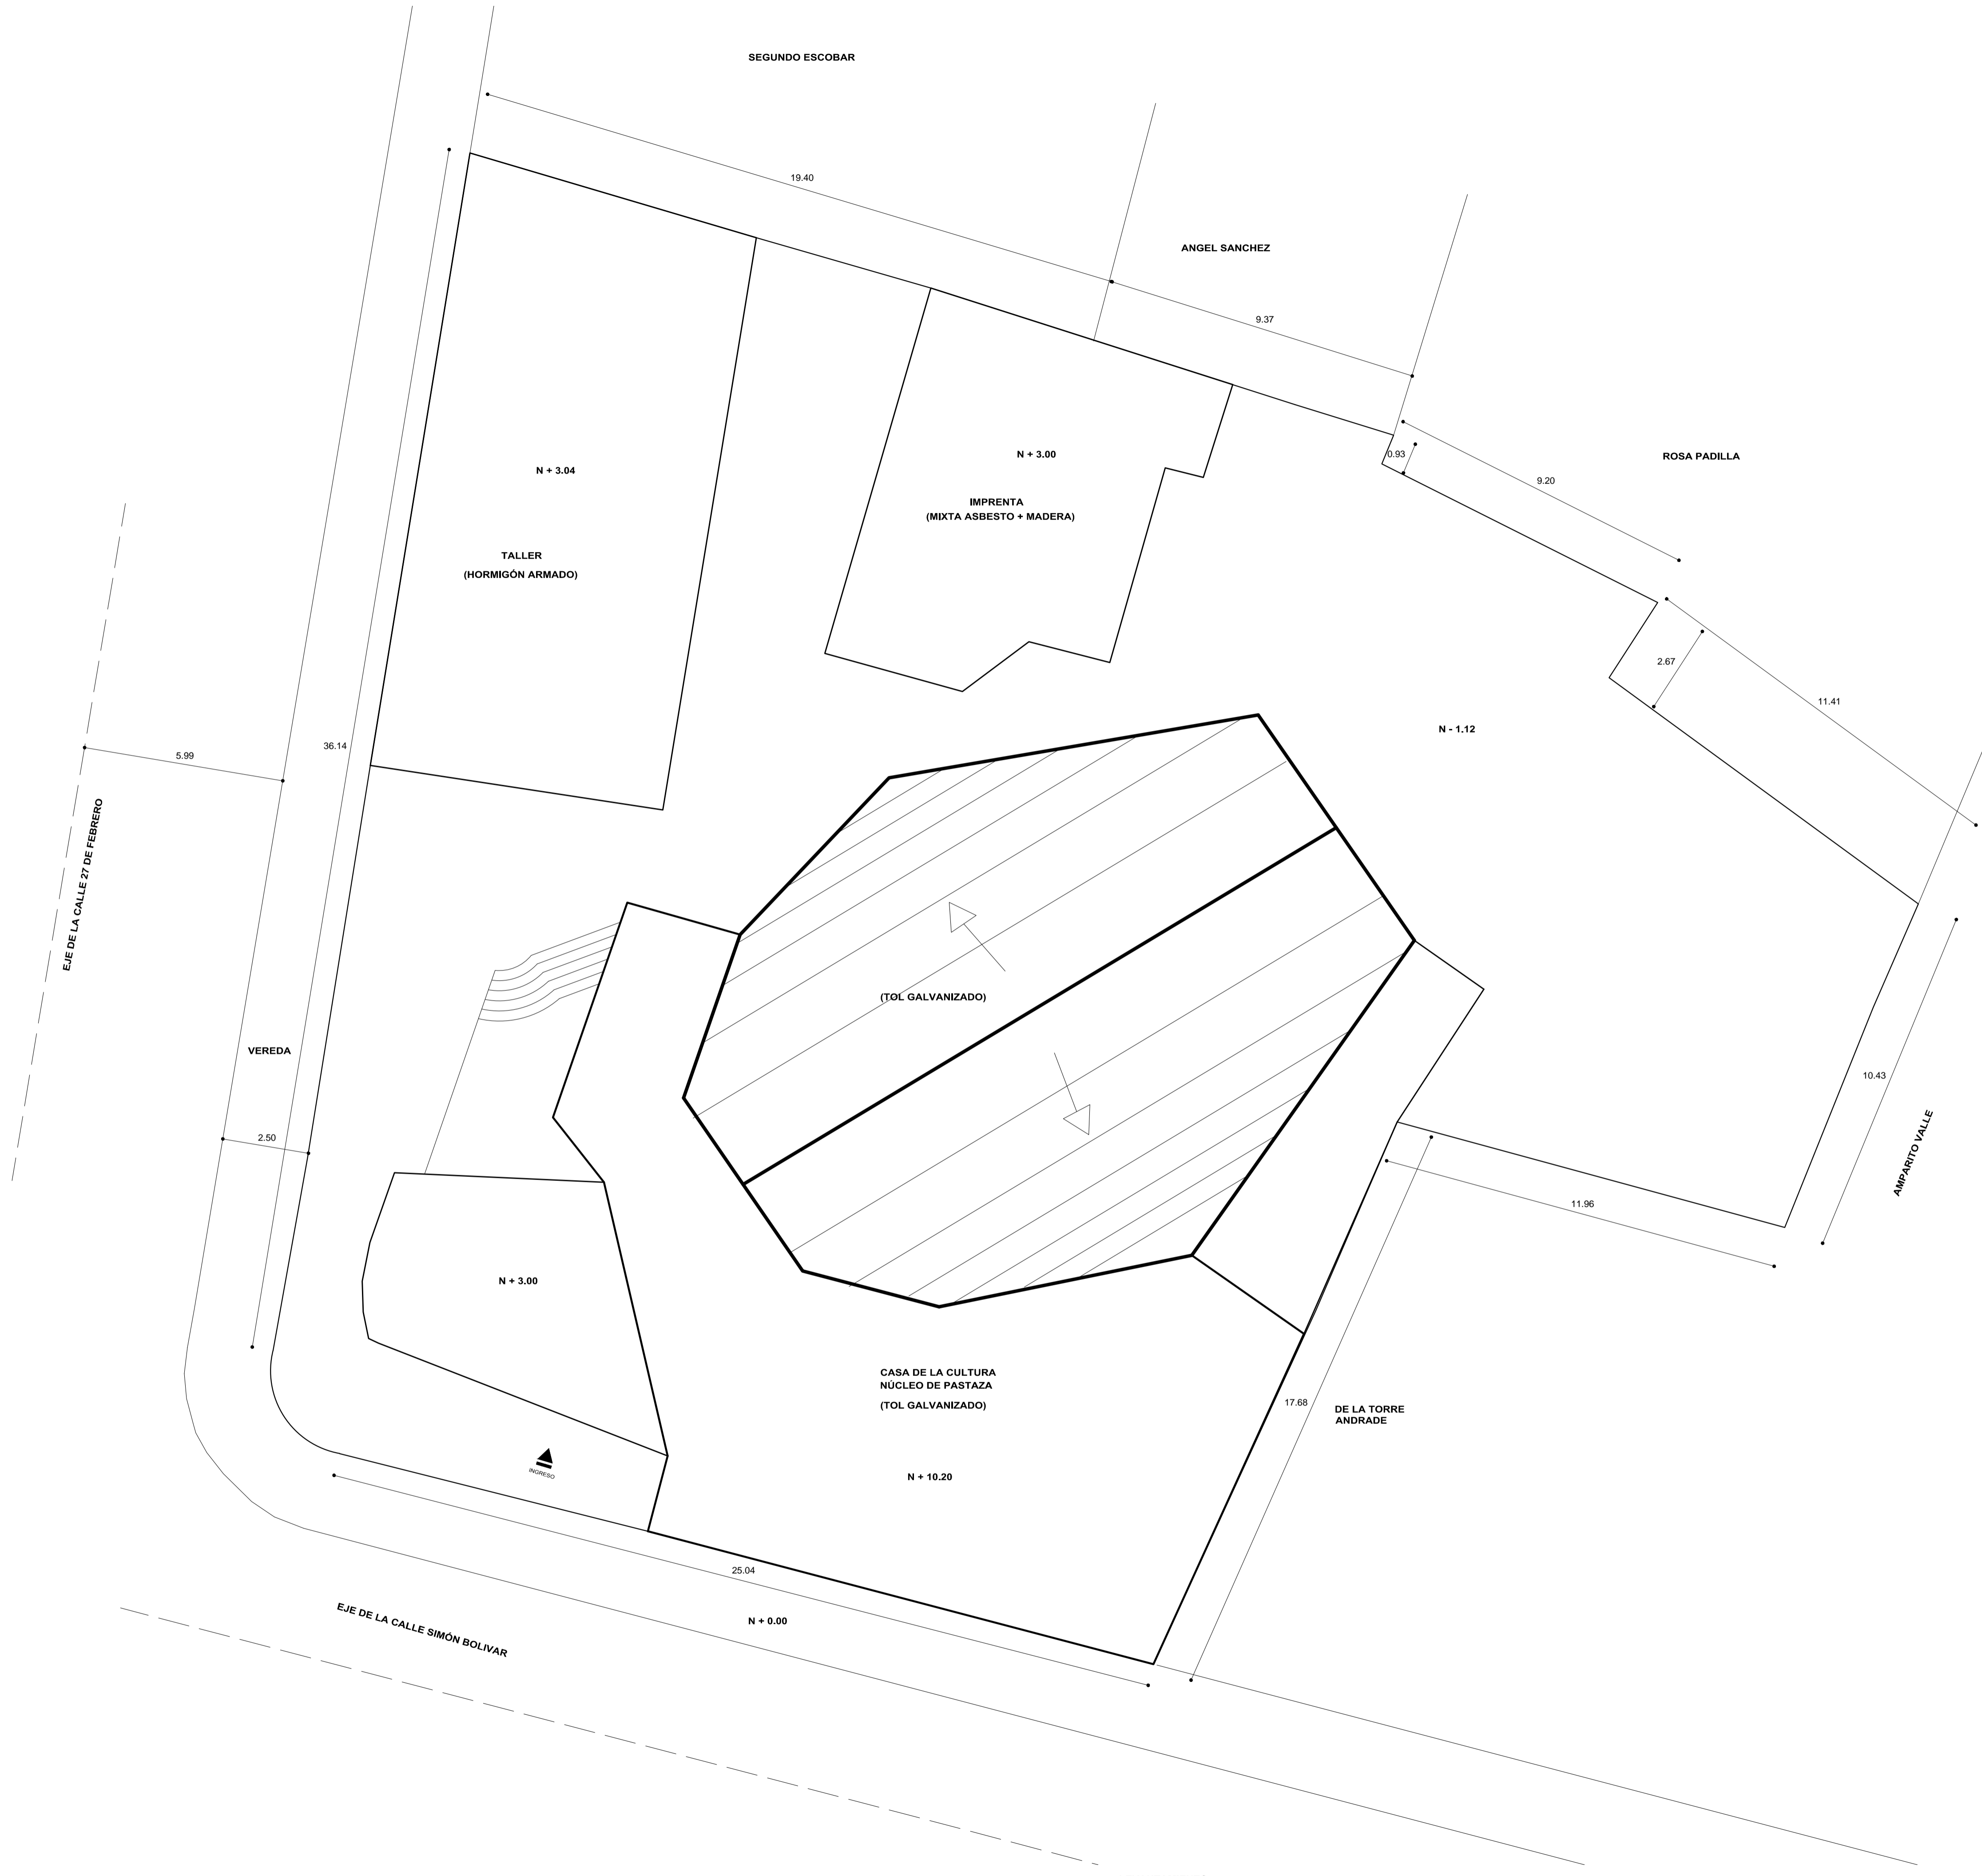 SEGUNDO ESCOBAR
19.40
ANGEL SANCHEZ
9.37
0.93
ROSA PADILLA
9.20
N + 3.04
N + 3.00
IMPRENTA
(MIXTA ASBESTO + MADERA)
TALLER
(HORMIGÓN ARMADO)
2.67
11.41
N - 1.12
36.14
5.99
EJE DE LA CALLE 27 DE FEBRERO
(TOL GALVANIZADO)
VEREDA
10.43
AMPARITO VALLE
2.50
11.96
N + 3.00
CASA DE LA CULTURA
NÚCLEO DE PASTAZA
(TOL GALVANIZADO)
17.68
DE LA TORRE
ANDRADE
INGRESO
N + 10.20
25.04
N + 0.00
EJE DE LA CALLE SIMÓN BOLIVAR